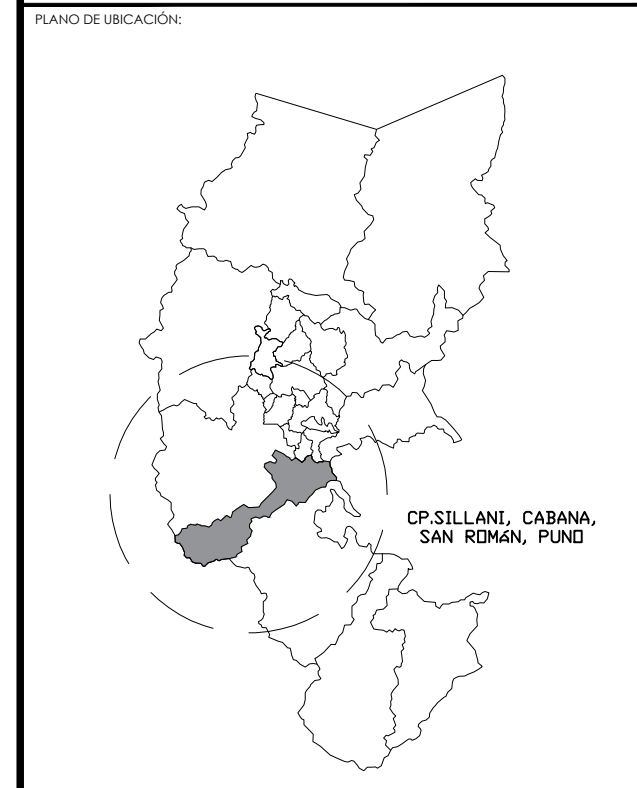 PLANO DE UBICACIÓN:
CP.SILLANI, CABANA,
SAN ROMáN, PUNO